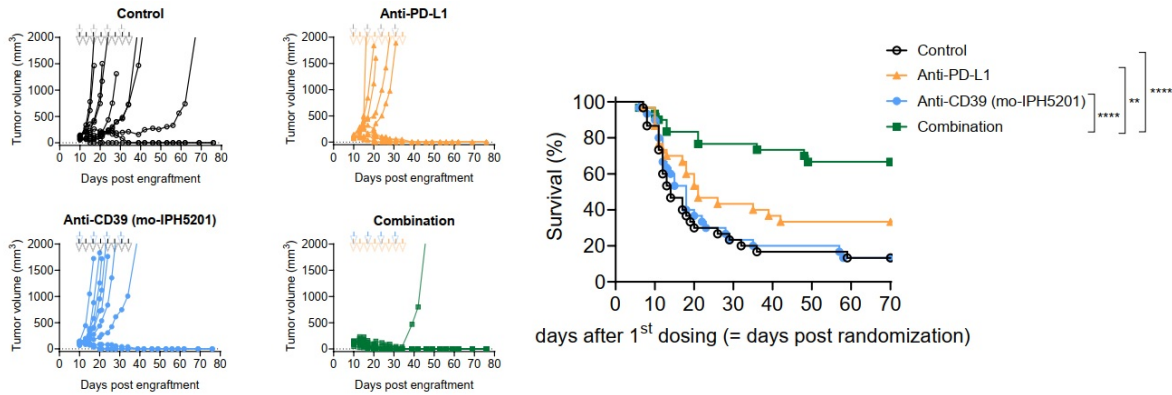 Control
Tumor volume (mm³)
2000
1500
1000
500
0
0 10 20 30 40 50 60 70 80
Days post engraftment
Anti-PD-L1
Tumor volume (mm³)
2000
1500
1000
500
0
0 10 20 30 40 50 60 70 80
Days post engraftment
Anti-CD39 (mo-IPH5201)
Tumor volume (mm³)
2000
1500
1000
500
0
0 10 20 30 40 50 60 70 80
Days post engraftment
Combination
Tumor volume (mm³)
2000
1500
1000
500
0
0 10 20 30 40 50 60 70 80
Days post engraftment
Control
Anti-PD-L1
Anti-CD39 (mo-IPH5201)
Combination
****
**
****
Survival (%)
100
80
60
40
20
0
0 10 20 30 40 50 60 70
days after 1st dosing (= days post randomization)